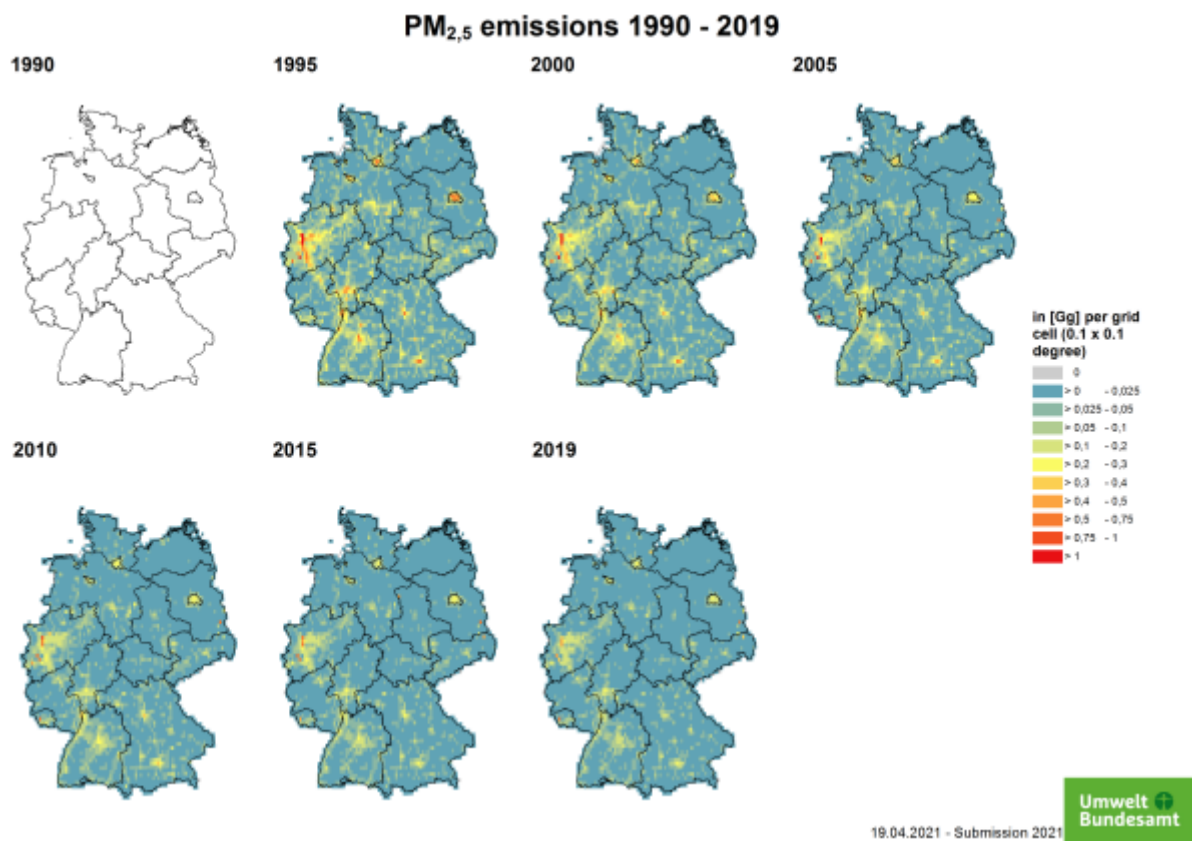 PM2,5 emissions 1990 - 2019
1990
1995
2000
2005
in [Gg] per grid
cell (0.1 x 0.1
degree)
0
> 0 - 0,025
> 0,025 - 0,05
> 0,05 - 0,1
> 0,1 - 0,2
> 0,2 - 0,3
> 0,3 - 0,4
> 0,4 - 0,5
> 0,5 - 0,75
> 0,75 - 1
> 1
2010
2015
2019
19.04.2021 - Submission 2021
Umwelt
Bundesamt